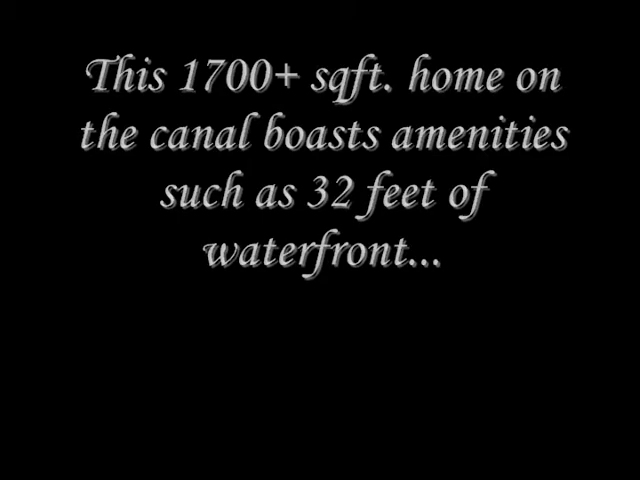 This 1700+ sqft. home on
the canal boasts amenities
such as 32 feet of
waterfront...